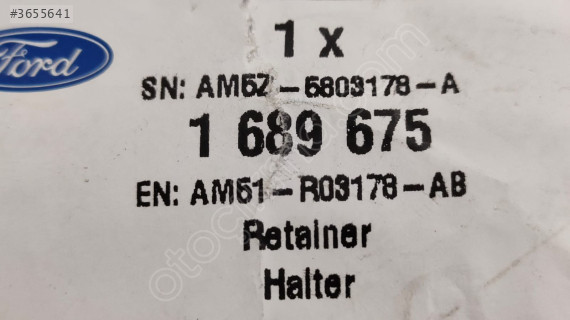 #3655641
Ford
1 x
SN: AM5Z-5803178-A
1 689 675
EN: AM51-R03178-AB
Retainer
Halter